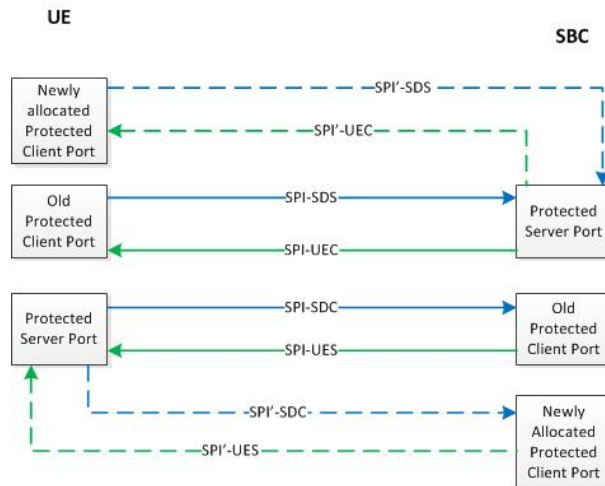 UE
SBC
Newly
allocated
Protected
Client Port
SPI'-SDS
SPI'-UEC
Old
Protected
Client Port
SPI-SDS
SPI-UEC
Protected
Server Port
Protected
Server Port
SPI-SDC
SPI-UES
Old
Protected
Client Port
SPI'-SDC
SPI'-UES
Newly
Allocated
Protected
Client Port